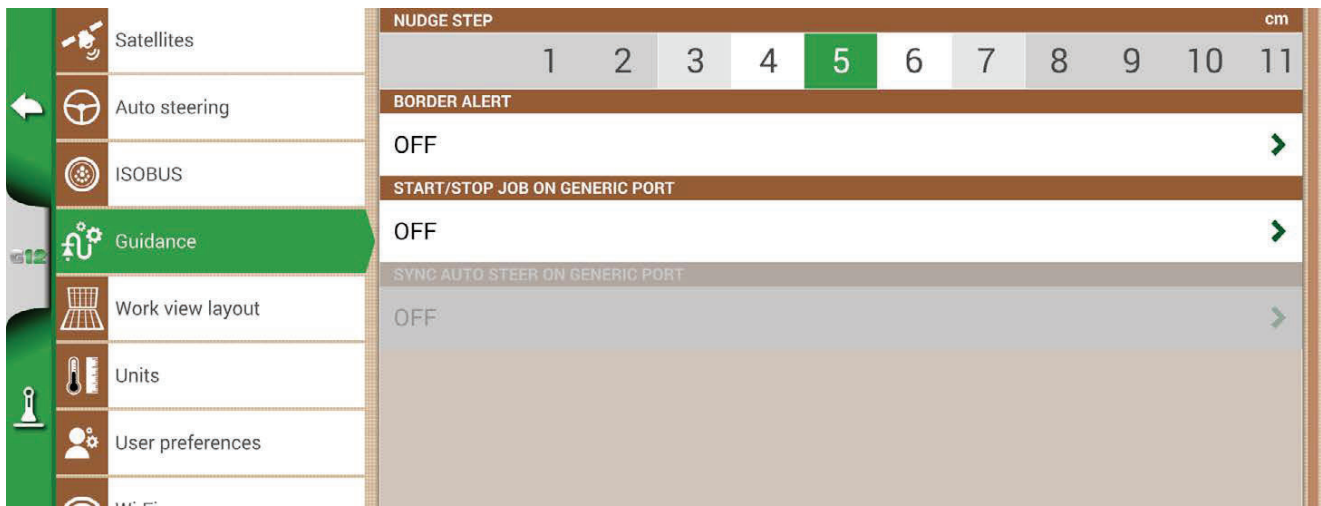 Satellites
Auto steering
ISOBUS
Guidance
Work view layout
Units
User preferences
G12
NUDGE STEP cm
1 2 3 4 5 6 7 8 9 10 11
BORDER ALERT
OFF
START/STOP JOB ON GENERIC PORT
OFF
SYNC AUTO STEER ON GENERIC PORT
OFF